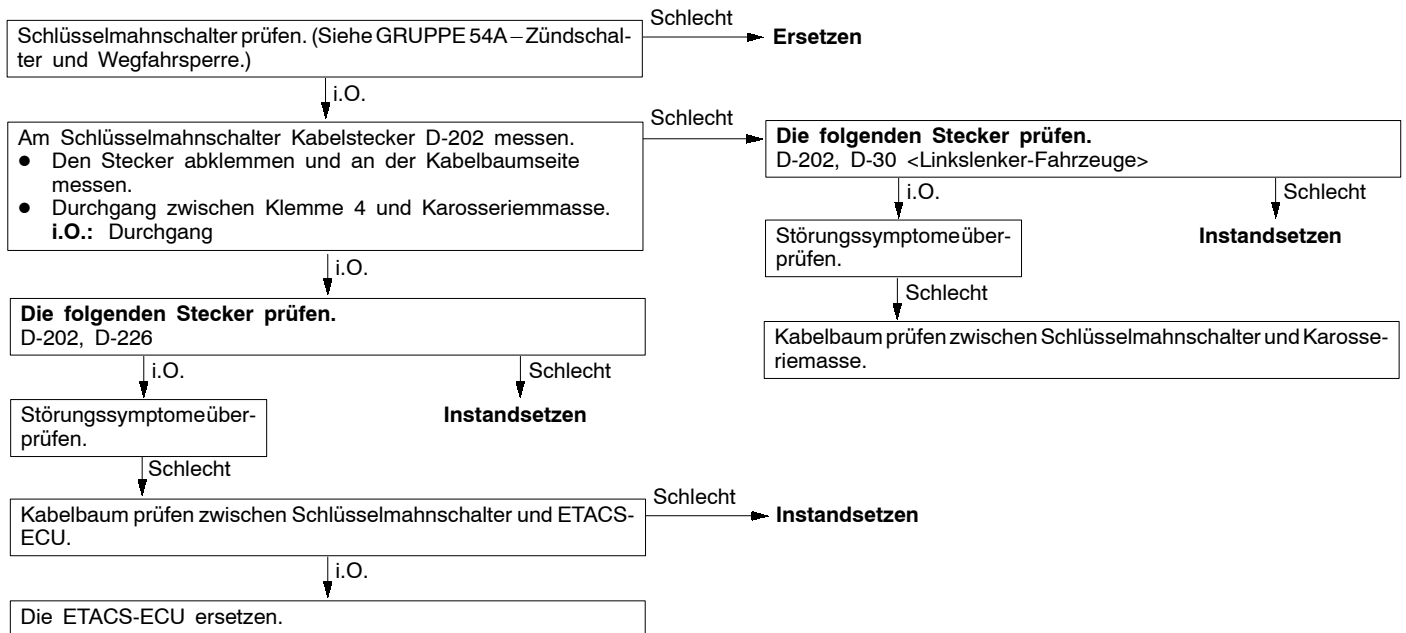 Schlüsselmahnschalter prüfen. (Siehe GRUPPE 54A – Zündschal-
ter und Wegfahrsperre.)
Schlecht
Ersetzen
i.O.
Am Schlüsselmahnschalter Kabelstecker D-202 messen.
● Den Stecker abklemmen und an der Kabelbaumseite
messen.
● Durchgang zwischen Klemme 4 und Karosseriemmasse.
i.O.: Durchgang
Schlecht
Die folgenden Stecker prüfen.
D-202, D-30 <Linkslenker-Fahrzeuge>
i.O.
Schlecht
Störungssymptome über-
prüfen.
Instandsetzen
Schlecht
Kabelbaum prüfen zwischen Schlüsselmahnschalter und Karosse-
riemasse.
i.O.
Die folgenden Stecker prüfen.
D-202, D-226
i.O.
Schlecht
Störungssymptome über-
prüfen.
Instandsetzen
Schlecht
Kabelbaum prüfen zwischen Schlüsselmahnschalter und ETACS-
ECU.
Schlecht
Instandsetzen
i.O.
Die ETACS-ECU ersetzen.